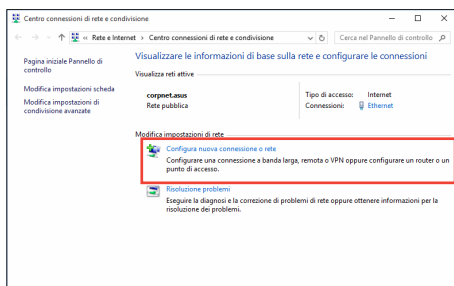 Centro connessioni di rete e condivisione
« Rete e Internet › Centro connessioni di rete e condivisione
Cerca nel Pannello di controllo
Pagina iniziale Pannello di
controllo
Modifica impostazioni scheda
Modifica impostazioni di
condivisione avanzate
Visualizzare le informazioni di base sulla rete e configurare le connessioni
Visualizza reti attive
corpnet.asus
Rete pubblica
Tipo di accesso: Internet
Connessioni: Ethernet
Modifica impostazioni di rete
Configura nuova connessione o rete
Configurare una connessione a banda larga, remota o VPN oppure configurare un router o un
punto di accesso.
Risoluzione problemi
Eseguire la diagnosi e la correzione di problemi di rete oppure ottenere informazioni per la
risoluzione dei problemi.